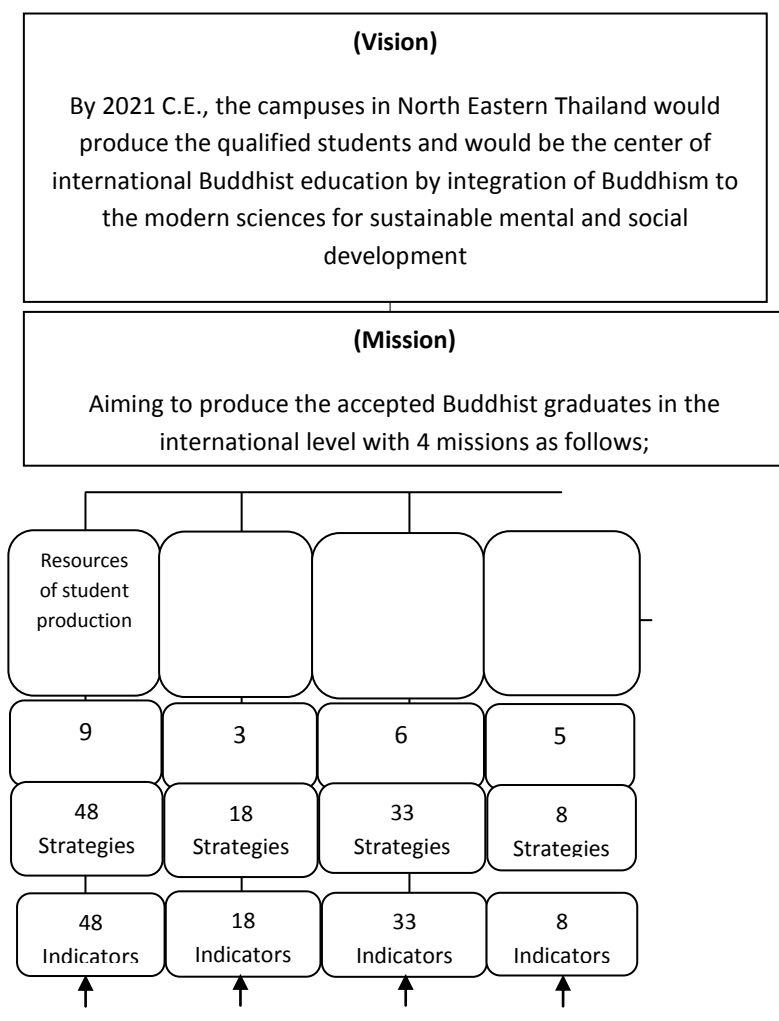 (Vision)
By 2021 C.E., the campuses in North Eastern Thailand would
produce the qualified students and would be the center of
international Buddhist education by integration of Buddhism to
the modern sciences for sustainable mental and social
development
(Mission)
Aiming to produce the accepted Buddhist graduates in the
international level with 4 missions as follows;
Resources
of student
production
9
3
6
5
48
Strategies
18
Strategies
33
Strategies
8
Strategies
48
Indicators
18
Indicators
33
Indicators
8
Indicators